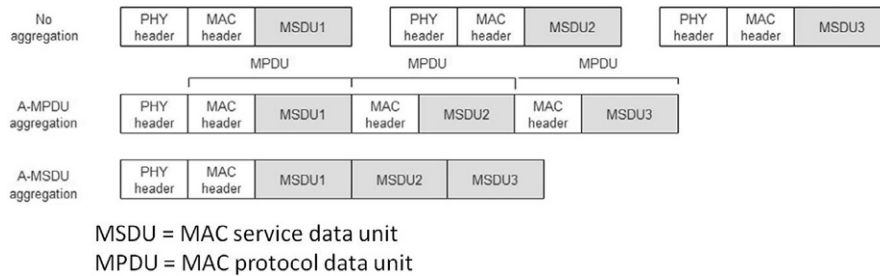 No aggregation
PHY header MAC header MSDU1 PHY header MAC header MSDU2 PHY header MAC header MSDU3
MPDU MPDU MPDU
A-MPDU aggregation
PHY header MAC header MSDU1 MAC header MSDU2 MAC header MSDU3
A-MSDU aggregation
PHY header MAC header MSDU1 MSDU2 MSDU3
MSDU = MAC service data unit
MPDU = MAC protocol data unit